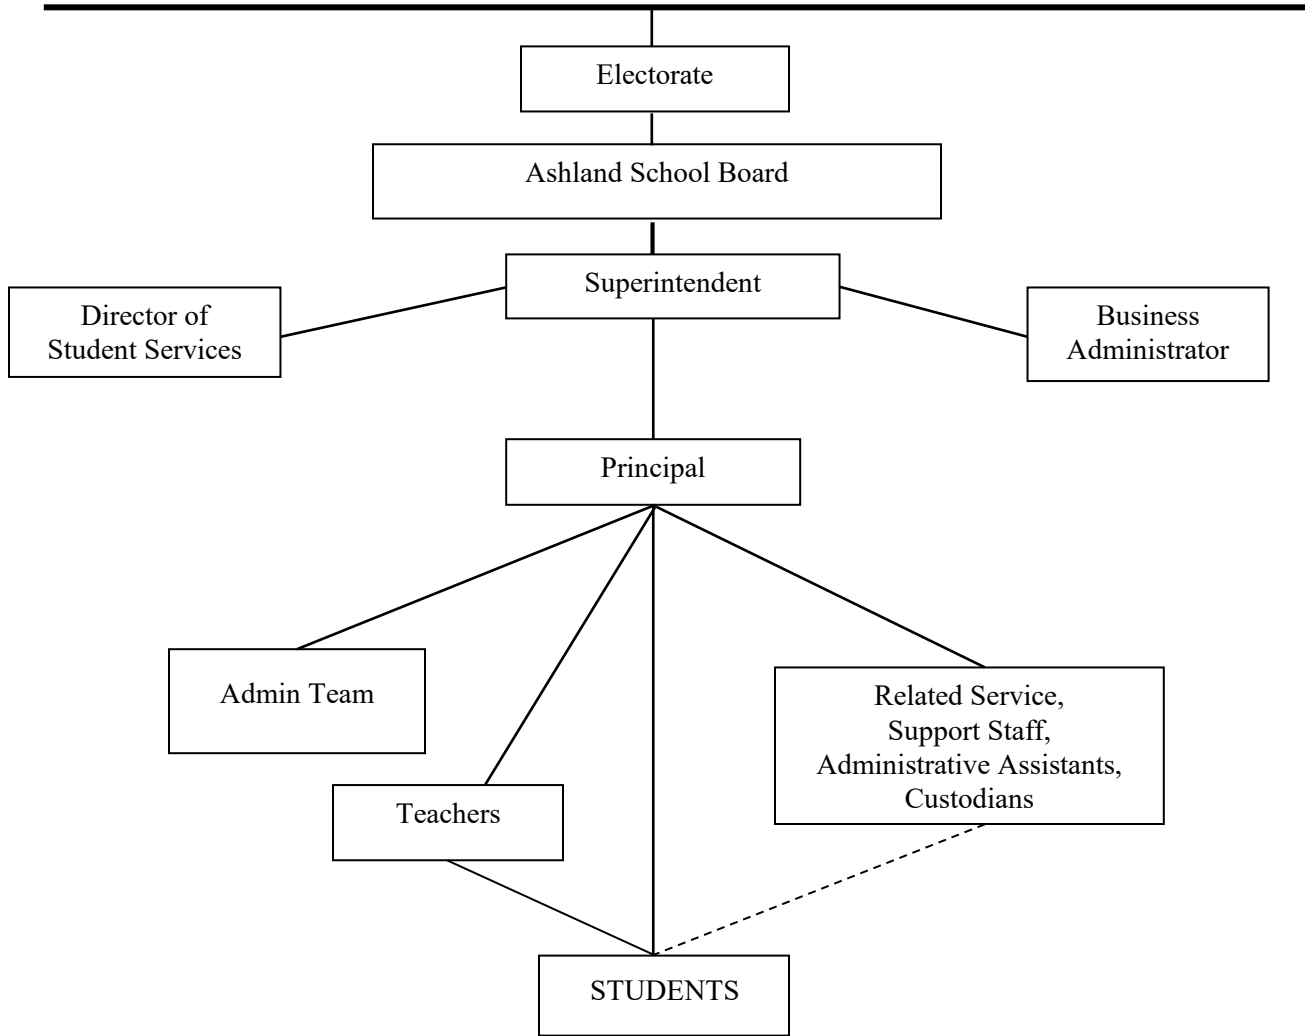 Electorate
Ashland School Board
Superintendent
Director of
Student Services
Business
Administrator
Principal
Admin Team
Related Service,
Support Staff,
Administrative Assistants,
Custodians
Teachers
STUDENTS